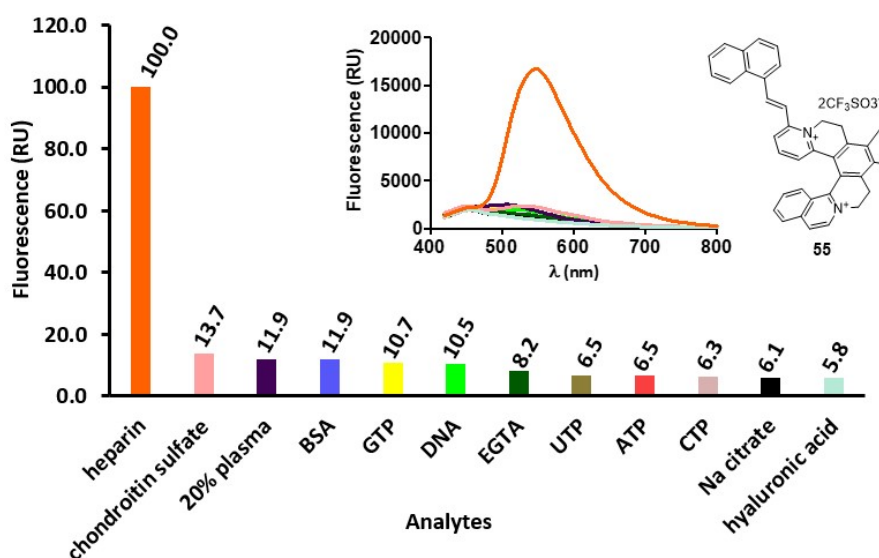 120.0
100.0
80.0
60.0
40.0
20.0
0.0
Fluorescence (RU)
100.0
13.7
11.9
11.9
10.7
10.5
8.2
6.5
6.5
6.3
6.1
5.8
heparin
chondroitin sulfate
20% plasma
BSA
GTP
DNA
EGTA
UTP
ATP
CTP
Na citrate
hyaluronic acid
Analytes
20000
15000
10000
5000
0
Fluorescence (RU)
400
500
600
700
800
λ (nm)
2CF₃SO₃⁻
N⁺
N⁺
55